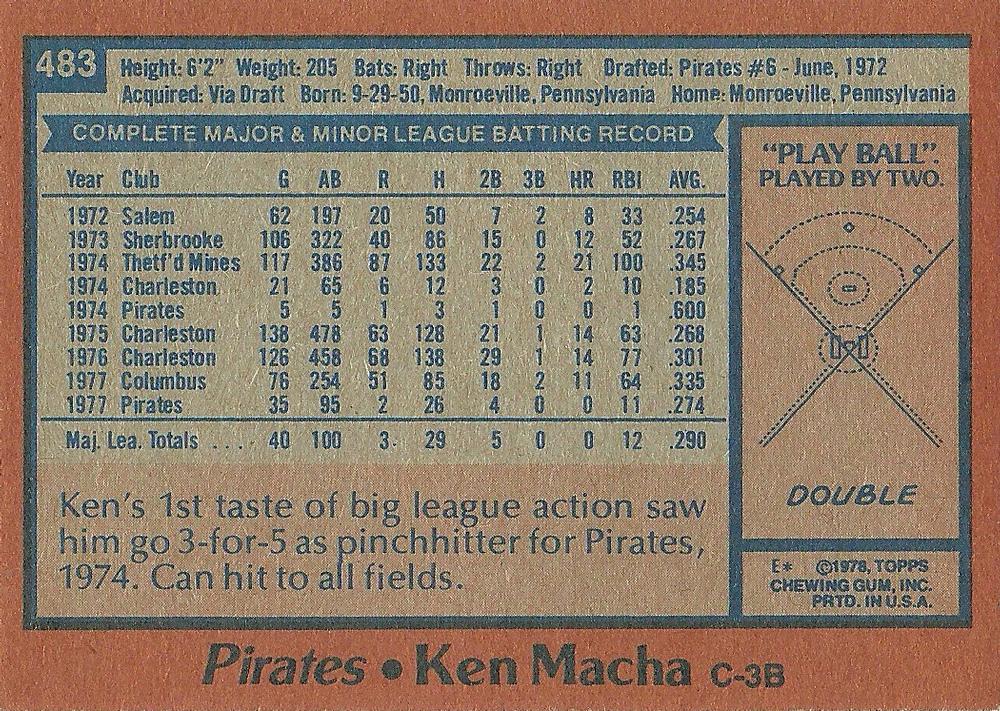 483
Height: 6'2" Weight: 205 Bats: Right Throws: Right Drafted: Pirates #6 - June, 1972
Acquired: Via Draft Born: 9-29-50, Monroeville, Pennsylvania Home: Monroeville, Pennsylvania
COMPLETE MAJOR & MINOR LEAGUE BATTING RECORD
Year Club G AB R H 2B 3B HR RBI AVG.
1972 Salem 62 197 20 50 7 2 8 33 .254
1973 Sherbrooke 106 322 40 86 15 0 12 52 .267
1974 Thetf'd Mines 117 386 87 133 22 2 21 100 .345
1974 Charleston 21 65 6 12 3 0 2 10 .185
1974 Pirates 5 5 1 3 1 0 0 1 .600
1975 Charleston 138 478 63 128 21 1 14 63 .268
1976 Charleston 126 458 68 138 29 1 14 77 .301
1977 Columbus 76 254 51 85 18 2 11 64 .335
1977 Pirates 35 95 2 26 4 0 0 11 .274
Maj. Lea. Totals .... 40 100 3 29 5 0 0 12 .290
Ken's 1st taste of big league action saw
him go 3-for-5 as pinchhitter for Pirates,
1974. Can hit to all fields.
"PLAY BALL".
PLAYED BY TWO.
DOUBLE
E* ©1978, TOPPS
CHEWING GUM, INC.
PRTD. IN U.S.A.
Pirates • Ken Macha C-3B